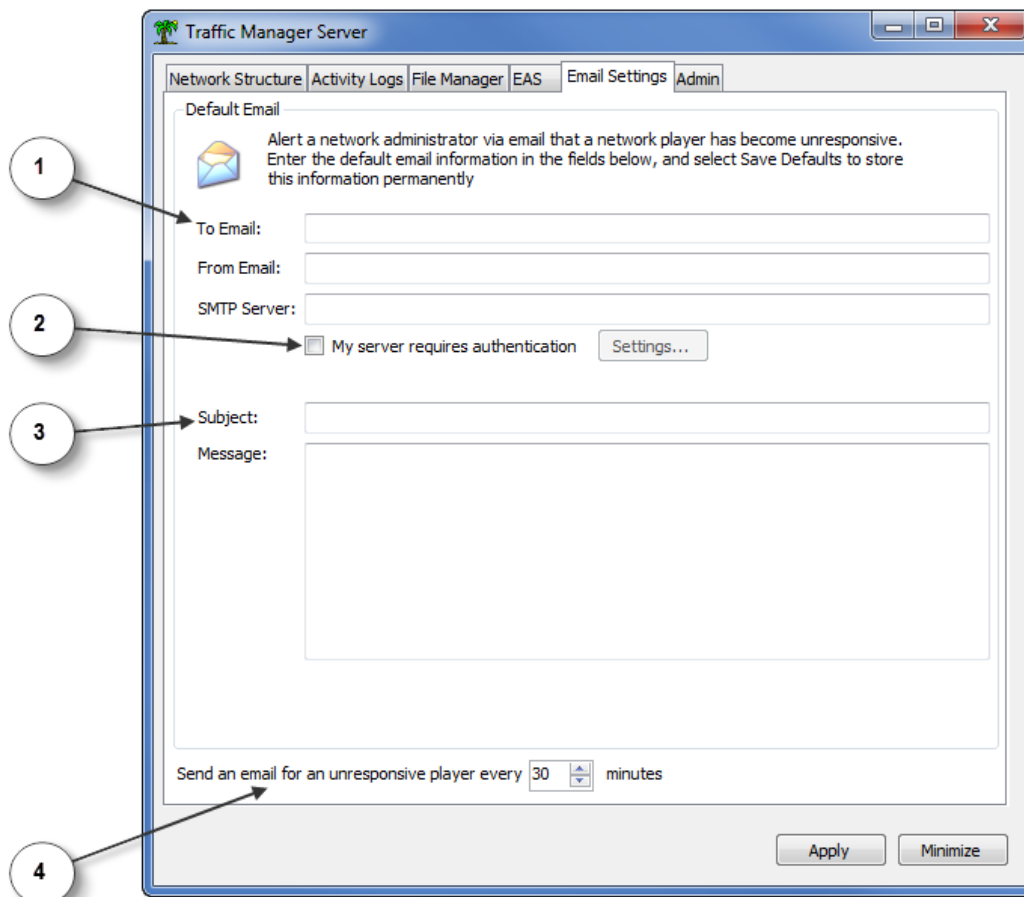 Traffic Manager Server
Network Structure Activity Logs File Manager EAS Email Settings Admin
Default Email
Alert a network administrator via email that a network player has become unresponsive.
Enter the default email information in the fields below, and select Save Defaults to store
this information permanently
1
To Email:
From Email:
SMTP Server:
2
My server requires authentication Settings...
3
Subject:
Message:
Send an email for an unresponsive player every 30 minutes
4
Apply Minimize